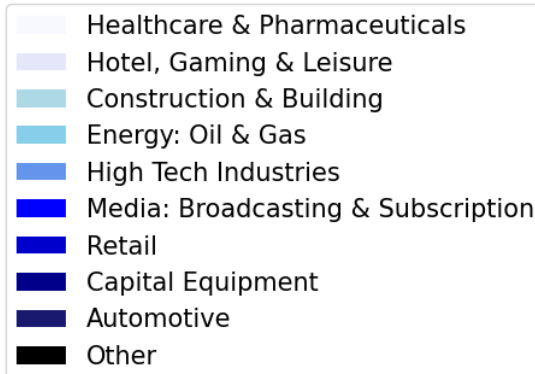 Healthcare & Pharmaceuticals
Hotel, Gaming & Leisure
Construction & Building
Energy: Oil & Gas
High Tech Industries
Media: Broadcasting & Subscription
Retail
Capital Equipment
Automotive
Other